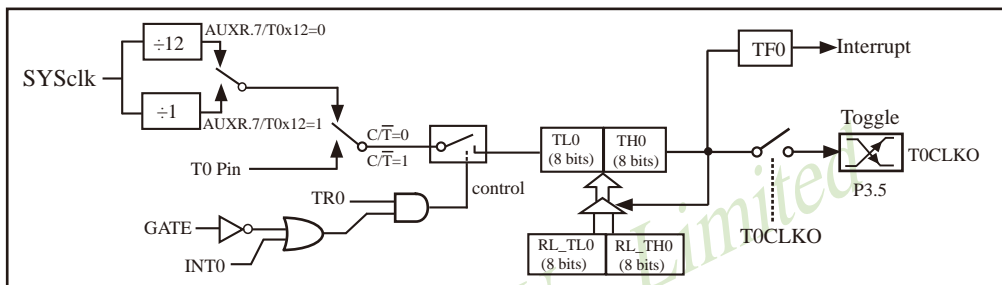 ÷12
AUXR.7/T0x12=0
SYSclk
÷1
AUXR.7/T0x12=1
T0 Pin
C/T̅=0
C/T̅=1
control
TR0
GATE
INT0
TL0
(8 bits)
TH0
(8 bits)
RL_TL0
(8 bits)
RL_TH0
(8 bits)
TF0
Interrupt
Toggle
T0CLKO
P3.5
T0CLKO
Limited